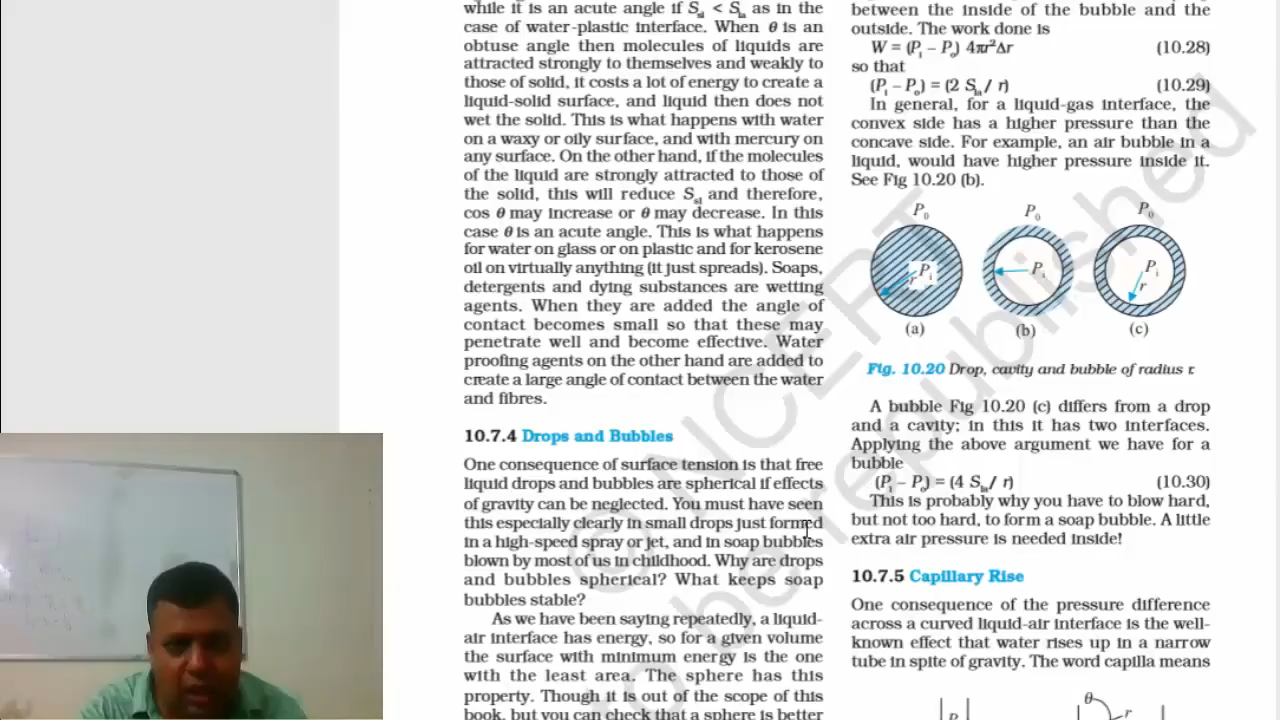 while it is an acute angle if Ssl < Sla as in the
case of water-plastic interface. When θ is an
obtuse angle then molecules of liquids are
attracted strongly to themselves and weakly to
those of solid, it costs a lot of energy to create a
liquid-solid surface, and liquid then does not
wet the solid. This is what happens with water
on a waxy or oily surface, and with mercury on
any surface. On the other hand, if the molecules
of the liquid are strongly attracted to those of
the solid, this will reduce Ssl and therefore,
cos θ may increase or θ may decrease. In this
case θ is an acute angle. This is what happens
for water on glass or on plastic and for kerosene
oil on virtually anything (it just spreads). Soaps,
detergents and dying substances are wetting
agents. When they are added the angle of
contact becomes small so that these may
penetrate well and become effective. Water
proofing agents on the other hand are added to
create a large angle of contact between the water
and fibres.
10.7.4 Drops and Bubbles
One consequence of surface tension is that free
liquid drops and bubbles are spherical if effects
of gravity can be neglected. You must have seen
this especially clearly in small drops just formed
in a high-speed spray or jet, and in soap bubbles
blown by most of us in childhood. Why are drops
and bubbles spherical? What keeps soap
bubbles stable?
As we have been saying repeatedly, a liquid-
air interface has energy, so for a given volume
the surface with minimum energy is the one
with the least area. The sphere has this
property. Though it is out of the scope of this
book, but you can check that a sphere is better
between the inside of the bubble and the
outside. The work done is
W = (Pi – Po) 4πr²Δr (10.28)
so that
(Pi – Po) = (2 Sla/ r) (10.29)
In general, for a liquid-gas interface, the
convex side has a higher pressure than the
concave side. For example, an air bubble in a
liquid, would have higher pressure inside it.
See Fig 10.20 (b).
P0 P0 P0
Pi r Pi Pi r
(a) (b) (c)
Fig. 10.20 Drop, cavity and bubble of radius r.
A bubble Fig 10.20 (c) differs from a drop
and a cavity; in this it has two interfaces.
Applying the above argument we have for a
bubble
(Pi – Po) = (4 Sla/ r) (10.30)
This is probably why you have to blow hard,
but not too hard, to form a soap bubble. A little
extra air pressure is needed inside!
10.7.5 Capillary Rise
One consequence of the pressure difference
across a curved liquid-air interface is the well-
known effect that water rises up in a narrow
tube in spite of gravity. The word capilla means
θ r
© NCERT
to be republished